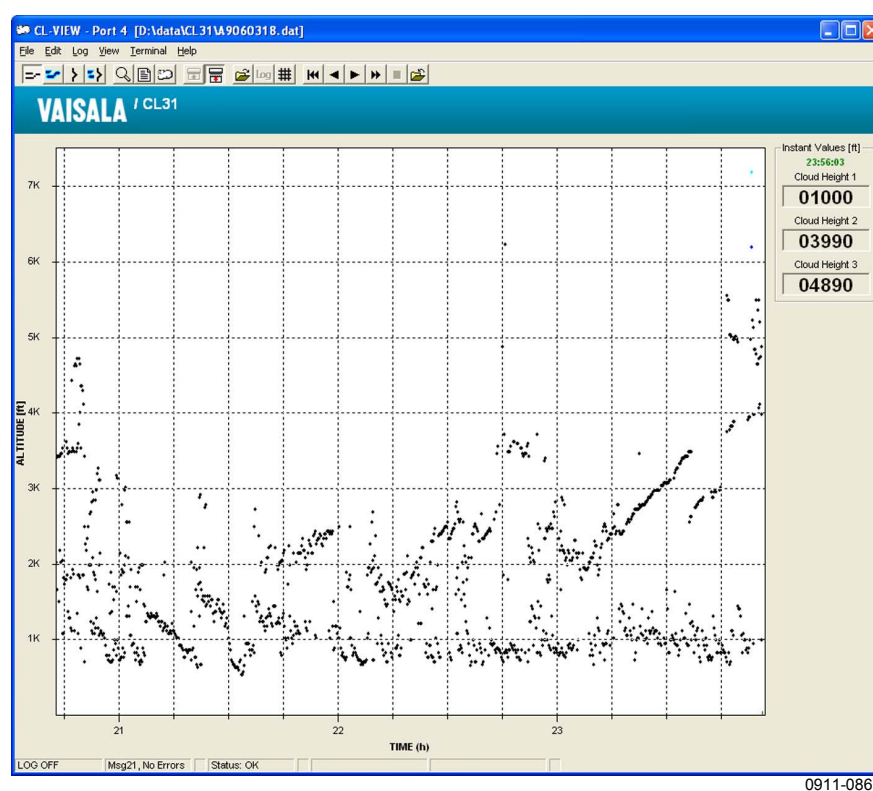 CL-VIEW - Port 4 [D:\data\CL31\A9060318.dat]
File Edit Log View Terminal Help
Log
VAISALA / CL31
Instant Values [ft]
23:56:03
Cloud Height 1
01000
Cloud Height 2
03990
Cloud Height 3
04890
7K
6K
5K
4K
3K
2K
1K
ALTITUDE [ft]
21 22 23
TIME (h)
LOG OFF Msg21, No Errors Status: OK
0911-086